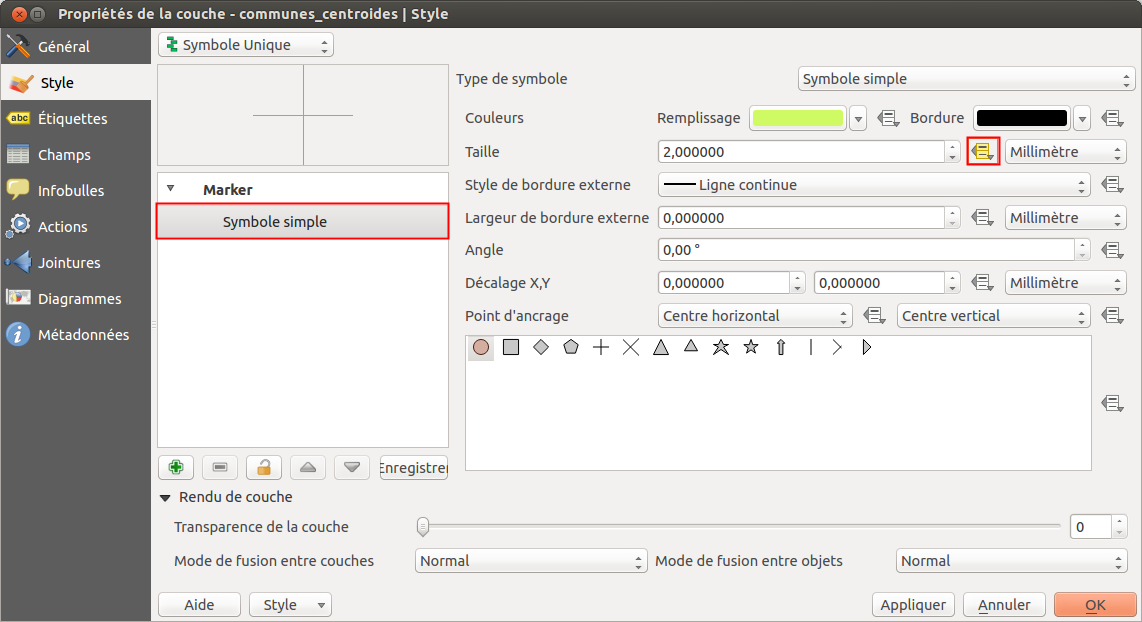 Propriétés de la couche - communes_centroides | Style
Général
Style
abc Étiquettes
Champs
Infobulles
Actions
Jointures
Diagrammes
i Métadonnées
Symbole Unique
Marker
Symbole simple
Enregistrer
Type de symbole Symbole simple
Couleurs Remplissage Bordure
Taille 2,000000 Millimètre
Style de bordure externe Ligne continue
Largeur de bordure externe 0,000000 Millimètre
Angle 0,00 °
Décalage X,Y 0,000000 0,000000 Millimètre
Point d'ancrage Centre horizontal Centre vertical
Rendu de couche
Transparence de la couche 0
Mode de fusion entre couches Normal Mode de fusion entre objets Normal
Aide Style Appliquer Annuler OK